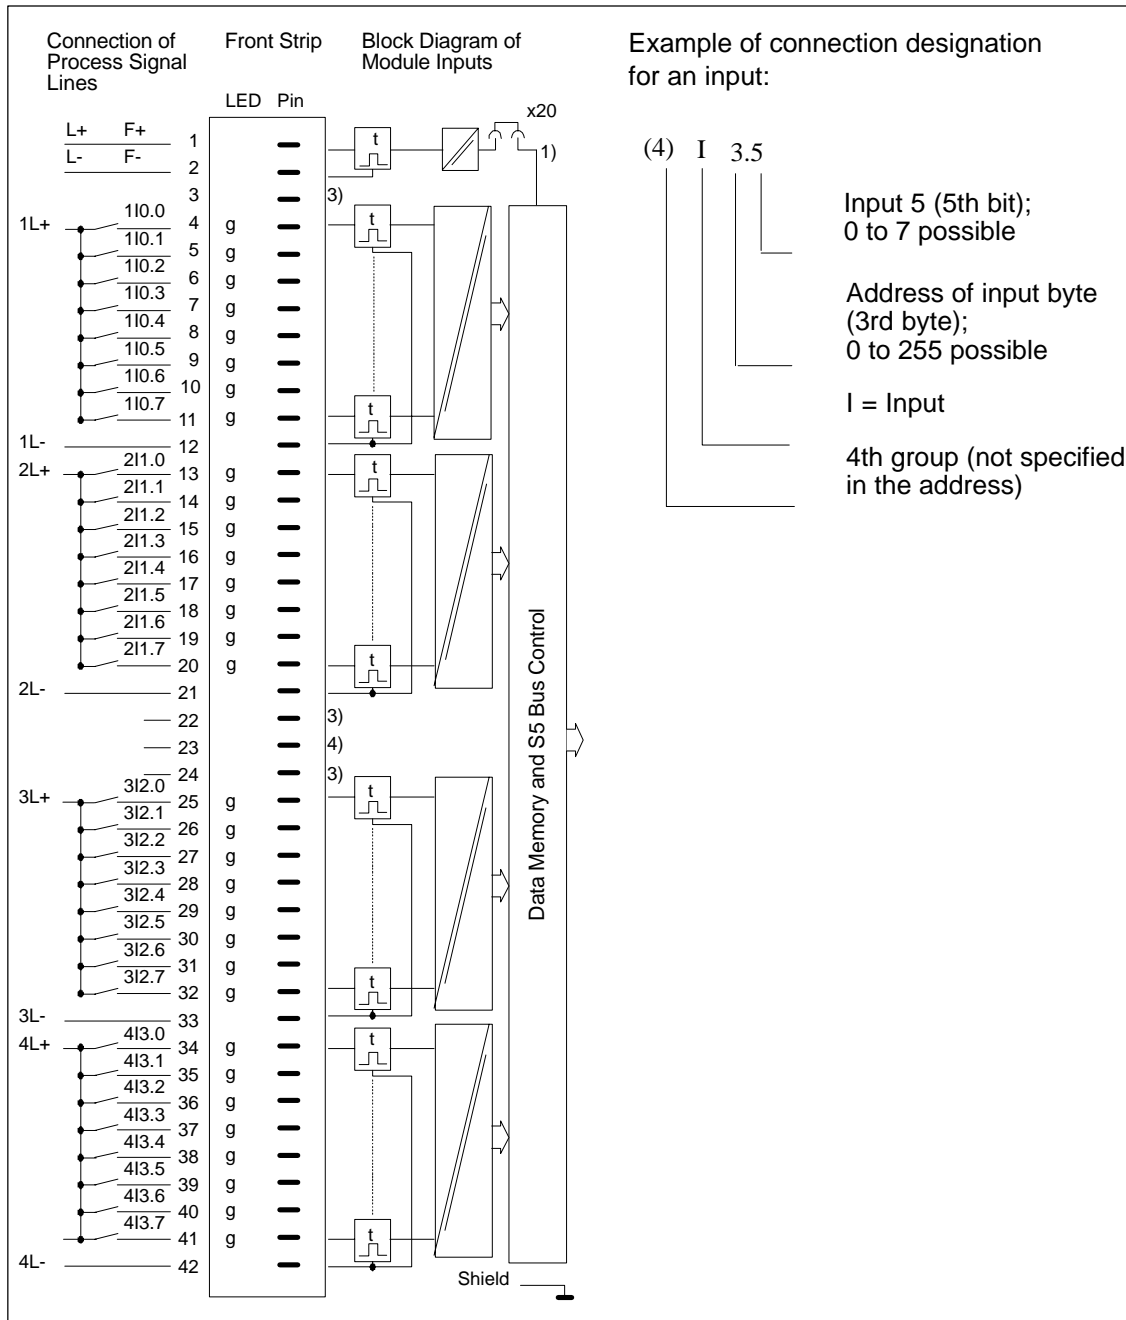 Connection of
Process Signal
Lines
Front Strip
Block Diagram of
Module Inputs
LED Pin
x20
L+ F+ 1 t 1)
L- F- 2
3 3)
1L+ 1I0.0 4 g t
1I0.1 5 g
1I0.2 6 g
1I0.3 7 g
1I0.4 8 g
1I0.5 9 g
1I0.6 10 g
1I0.7 11 g t
1L- 12
2L+ 2I1.0 13 g t
2I1.1 14 g
2I1.2 15 g
2I1.3 16 g
2I1.4 17 g
2I1.5 18 g
2I1.6 19 g
2I1.7 20 g t
2L- 21
22 3)
23 4)
24 3)
3L+ 3I2.0 25 g t
3I2.1 26 g
3I2.2 27 g
3I2.3 28 g
3I2.4 29 g
3I2.5 30 g
3I2.6 31 g
3I2.7 32 g t
3L- 33
4L+ 4I3.0 34 g t
4I3.1 35 g
4I3.2 36 g
4I3.3 37 g
4I3.4 38 g
4I3.5 39 g
4I3.6 40 g
4I3.7 41 g t
4L- 42
Data Memory and S5 Bus Control
Shield
Example of connection designation
for an input:
(4) I 3.5
Input 5 (5th bit);
0 to 7 possible
Address of input byte
(3rd byte);
0 to 255 possible
I = Input
4th group (not specified
in the address)